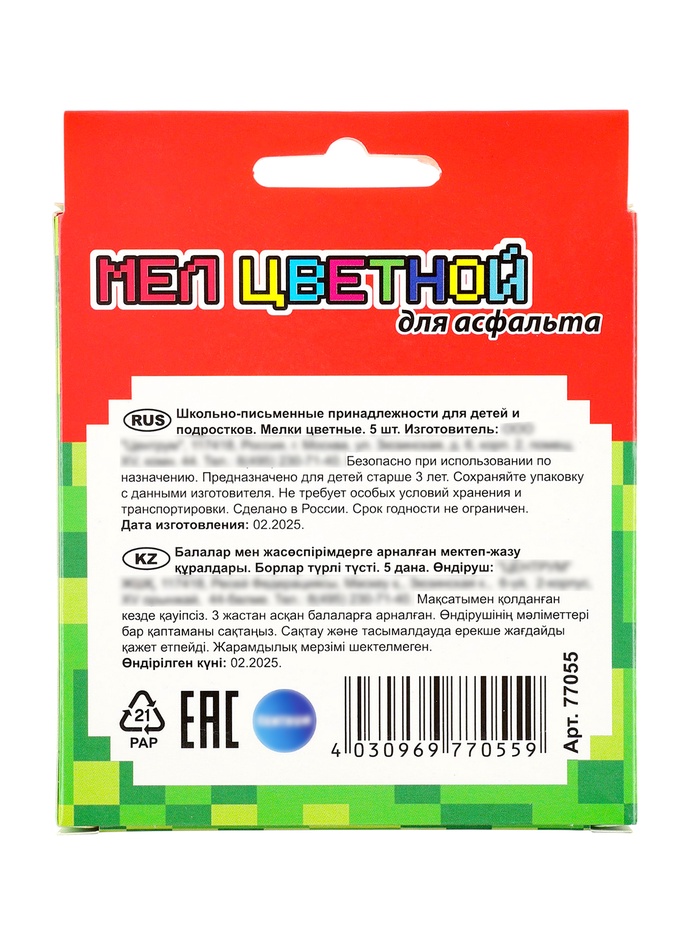 МЕЛ ЦВЕТНОЙ
для асфальта
RUS Школьно-письменные принадлежности для детей и
подростков. Мелки цветные. 5 шт. Изготовитель:
Безопасно при использовании по
назначению. Предназначено для детей старше 3 лет. Сохраняйте упаковку
с данными изготовителя. Не требует особых условий хранения и
транспортировки. Сделано в России. Срок годности не ограничен.
Дата изготовления: 02.2025.
KZ Балалар мен жасөспірімдерге арналған мектеп-жазу
құралдары. Борлар түрлі түсті. 5 дана. Өндіруш:
Мақсатымен қолданған
кезде қауіпсіз. 3 жастан асқан балаларға арналған. Өндірушінің мәліметтері
бар қаптаманы сақтаңыз. Сақтау және тасымалдауда ерекше жағдайды
қажет етпейді. Жарамдылық мерзімі шектелмеген.
Өндірілген күні: 02.2025.
21
PAP
EAC
4 030969 770559
Арт. 77055